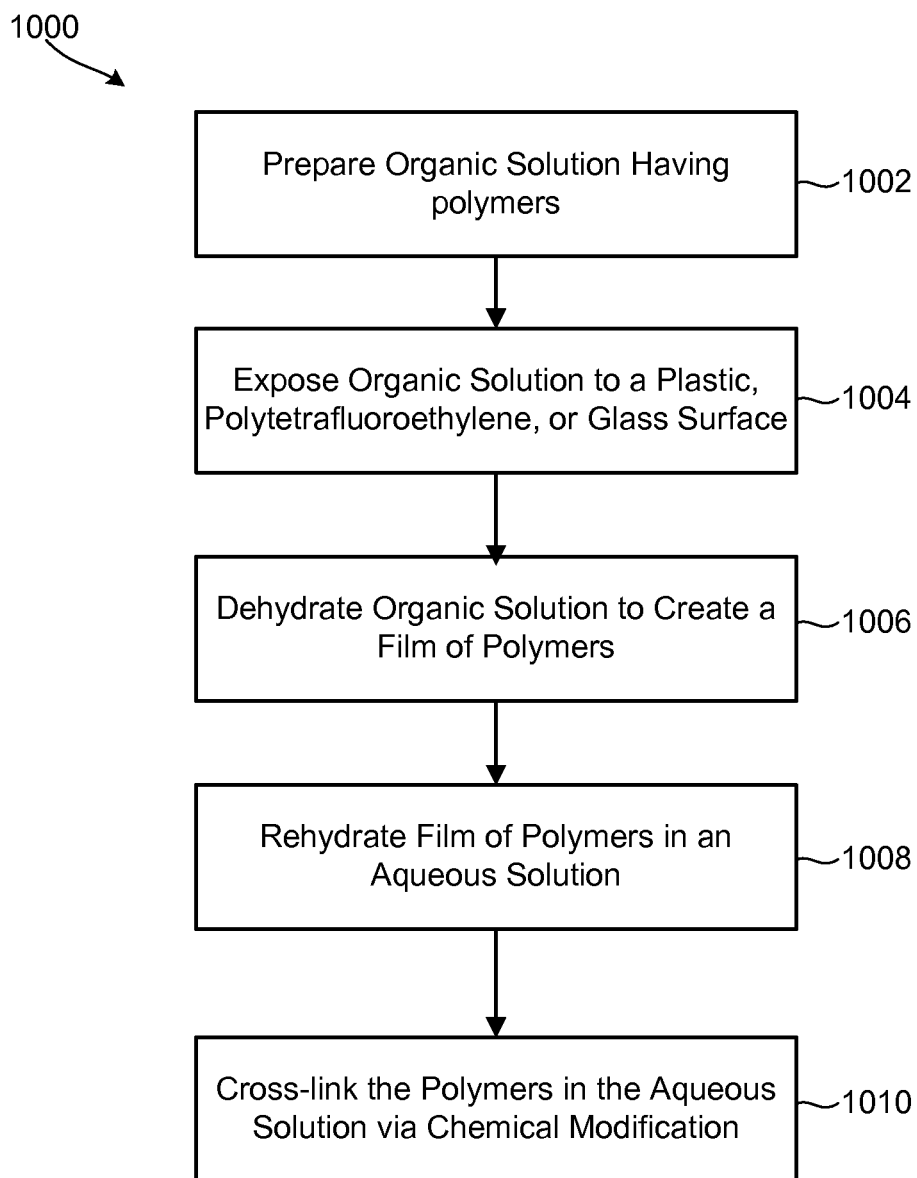 1000
Prepare Organic Solution Having
polymers
1002
Expose Organic Solution to a Plastic,
Polytetrafluoroethylene, or Glass Surface
1004
Dehydrate Organic Solution to Create a
Film of Polymers
1006
Rehydrate Film of Polymers in an
Aqueous Solution
1008
Cross-link the Polymers in the Aqueous
Solution via Chemical Modification
1010